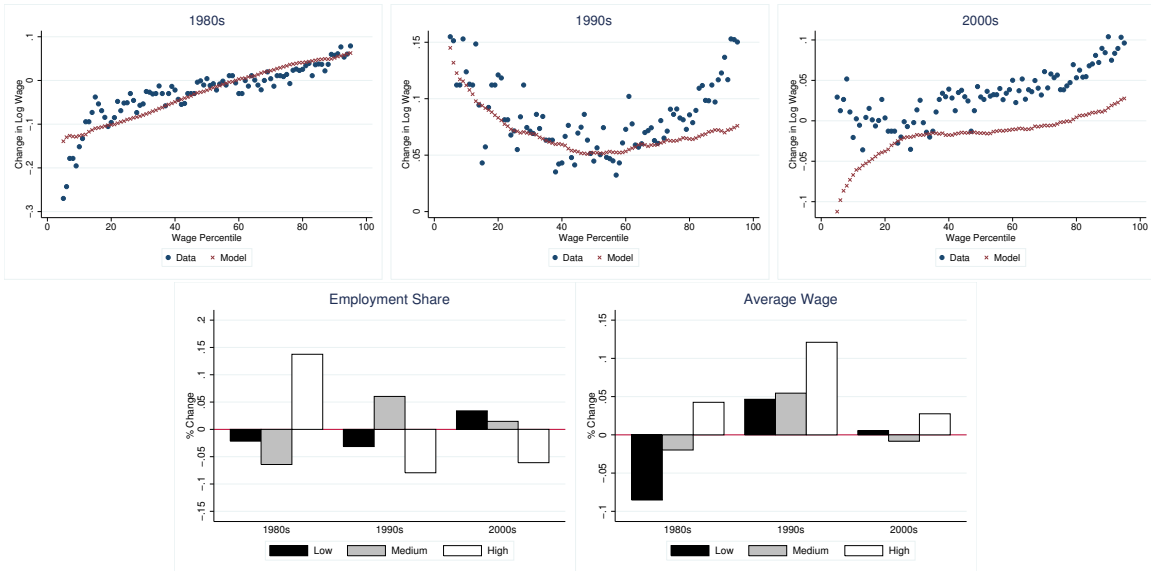 1980s
Change in Log Wage
.1
0
-.1
-.2
-.3
0 20 40 60 80 100
Wage Percentile
Data Model
1990s
Change in Log Wage
.15
.1
.05
0
0 20 40 60 80 100
Wage Percentile
Data Model
2000s
Change in Log Wage
.1
.05
0
-.05
-.1
0 20 40 60 80 100
Wage Percentile
Data Model
Employment Share
% Change
.2
.15
.1
.05
0
-.05
-.1
-.15
1980s 1990s 2000s
Low Medium High
Average Wage
% Change
.15
.1
.05
0
-.05
-.1
1980s 1990s 2000s
Low Medium High